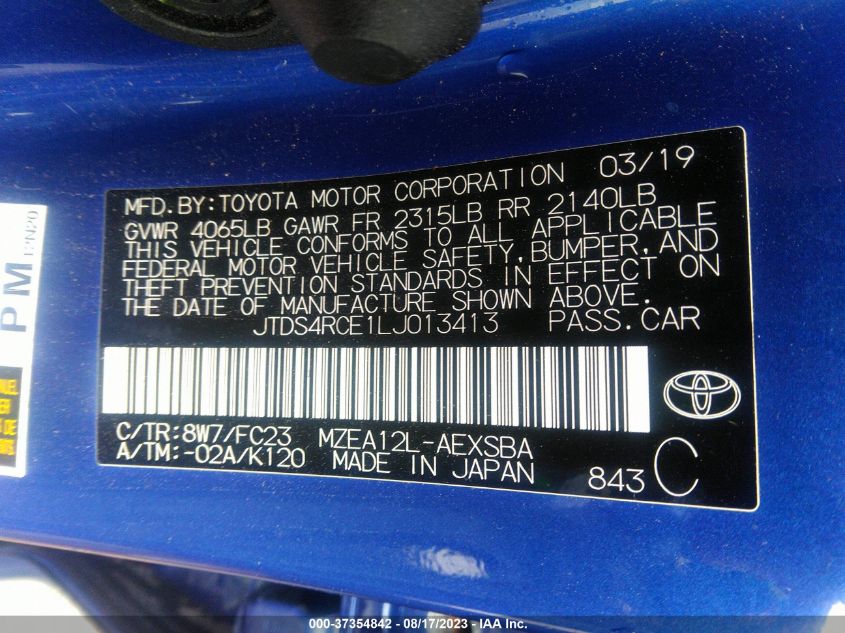 MFD.BY:TOYOTA MOTOR CORPORATION 03/19
GVWR 4065LB GAWR FR 2315LB RR 2140LB
THIS VEHICLE CONFORMS TO ALL APPLICABLE
FEDERAL MOTOR VEHICLE SAFETY,BUMPER,AND
THEFT PREVENTION STANDARDS IN EFFECT ON
THE DATE OF MANUFACTURE SHOWN ABOVE.
JTDS4RCE1LJ013413 PASS.CAR
C/TR:8W7/FC23 MZEA12L-AEXSBA
A/TM:-02A/K120 MADE IN JAPAN 843 C
PM 12N20
000-37354842 - 08/17/2023 - IAA Inc.